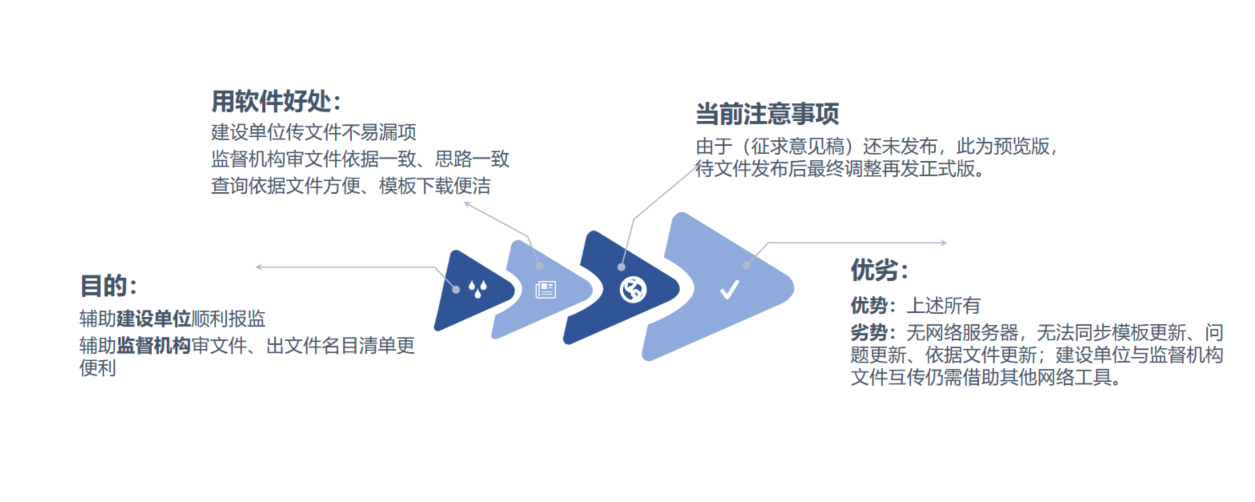 用软件好处：
建设单位传文件不易漏项
监督机构审文件依据一致、思路一致
查询依据文件方便、模板下载便洁
当前注意事项
由于（征求意见稿）还未发布，此为预览版，
待文件发布后最终调整再发正式版。
目的：
辅助建设单位顺利报监
辅助监督机构审文件、出文件名目清单更
便利
优劣：
优势：上述所有
劣势：无网络服务器，无法同步模板更新、问
题更新、依据文件更新；建设单位与监督机构
文件互传仍需借助其他网络工具。